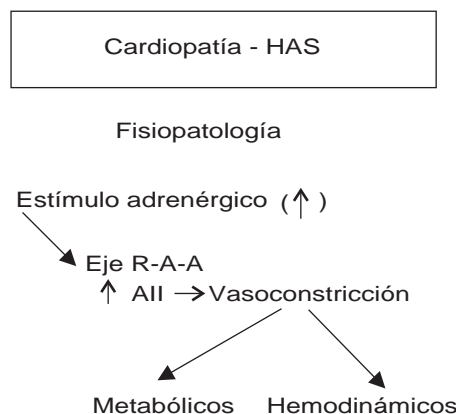 Cardiopatía - HAS
Fisiopatología
Estímulo adrenérgico (↑)
Eje R-A-A
↑ AII → Vasoconstricción
Metabólicos Hemodinámicos